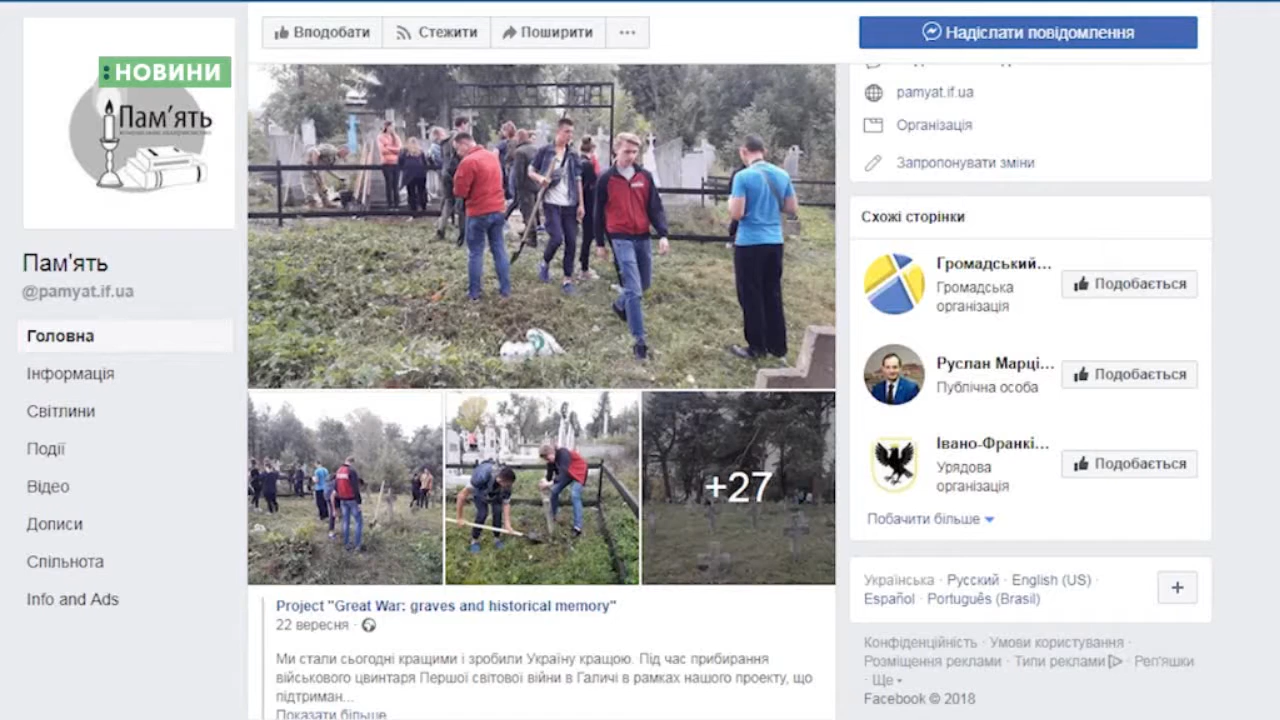 Вподобати
Стежити
Поширити
Надіслати повідомлення
: НОВИНИ
Пам'ять
Пам'ять
@pamyat.if.ua
Головна
Інформація
Світлини
Події
Відео
Дописи
Спільнота
Info and Ads
+27
Project "Great War: graves and historical memory"
22 вересня ·
Ми стали сьогодні кращими і зробили Україну кращою. Під час прибирання
військового цвинтаря Першої світової війни в Галичі в рамках нашого проекту, що
підтриман...
Показати більше
pamyat.if.ua
Організація
Запропонувати зміни
Схожі сторінки
Громадський...
Громадська
організація
Подобається
Руслан Марці...
Публічна особа
Подобається
Івано-Франкі...
Урядова
організація
Подобається
Побачити більше
Українська · Русский · English (US) ·
Español · Português (Brasil)
+
Конфіденційність · Умови користування ·
Розміщення реклами · Типи реклами · Реп'яшки
· Ще
Facebook © 2018